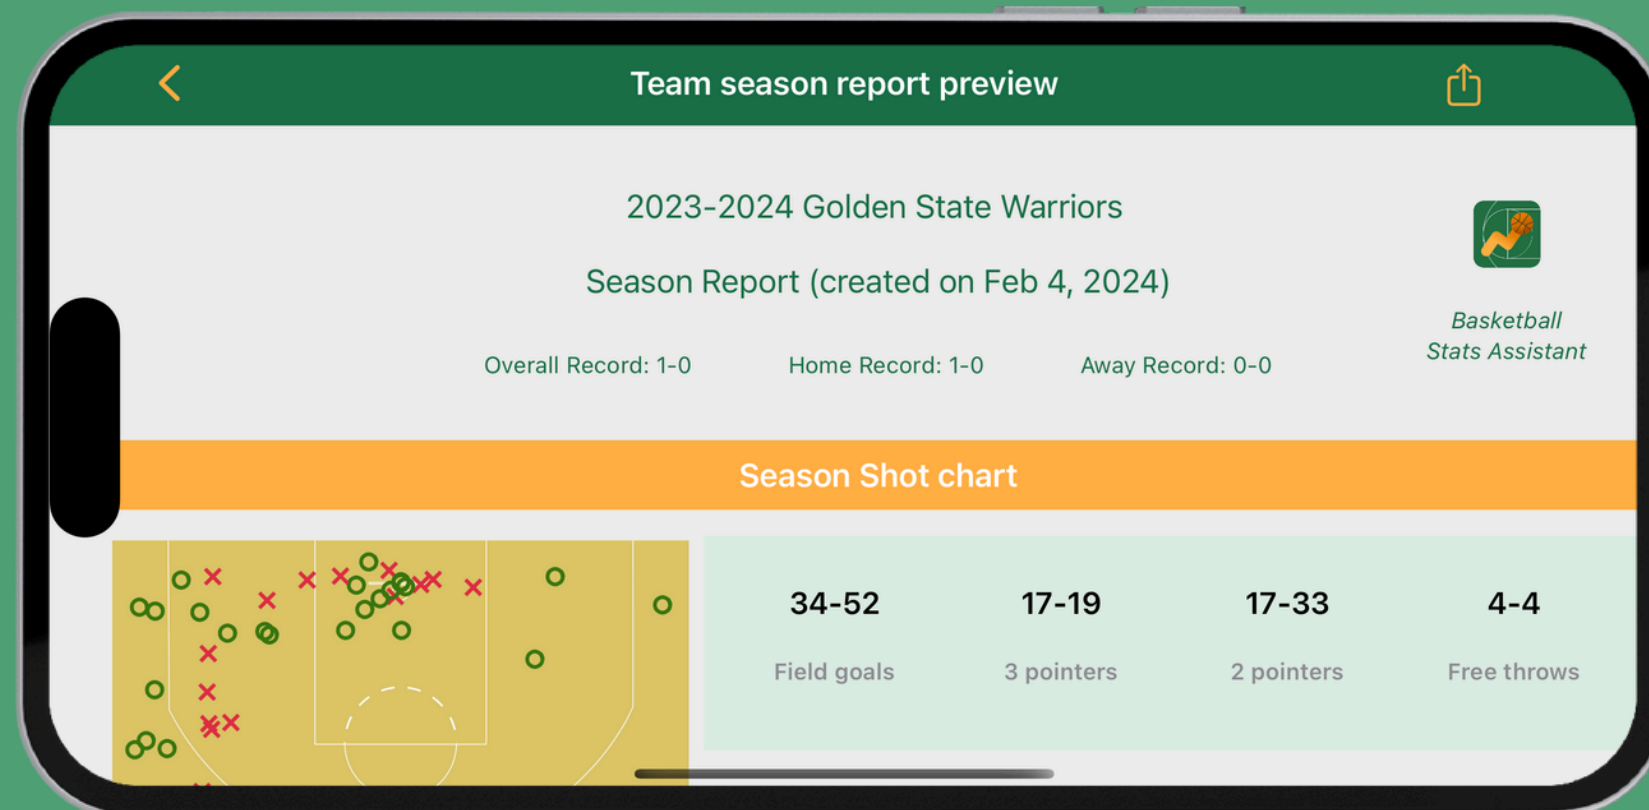 Team season report preview
2023-2024 Golden State Warriors
Season Report (created on Feb 4, 2024)
Basketball
Stats Assistant
Overall Record: 1-0 Home Record: 1-0 Away Record: 0-0
Season Shot chart
34-52 17-19 17-33 4-4
Field goals 3 pointers 2 pointers Free throws